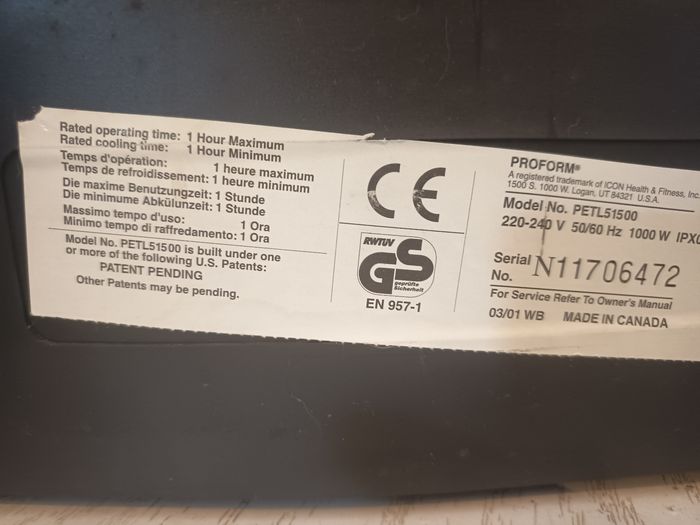 Rated operating time: 1 Hour Maximum
Rated cooling time: 1 Hour Minimum
Temps d'opération: 1 heure maximum
Temps de refroidissement: 1 heure minimum
Die maxime Benutzungzeit: 1 Stunde
Die minimume Abkülunzeit: 1 Stunde
Massimo tempo d'uso: 1 Ora
Minimo tempo di raffredamento: 1 Ora
Model No. PETL51500 is built under one
or more of the following U.S. Patents:
PATENT PENDING
Other Patents may be pending.
CE
RWTUV
GS
geprüfte
Sicherheit
EN 957-1
PROFORM®
A registered trademark of ICON Health & Fitness, Inc.
1500 S. 1000 W. Logan, UT 84321 U.S.A.
Model No. PETL51500
220-240 V 50/60 Hz 1000 W
Serial
No. N11706472
For Service Refer To Owner's Manual
03/01 WB MADE IN CANADA